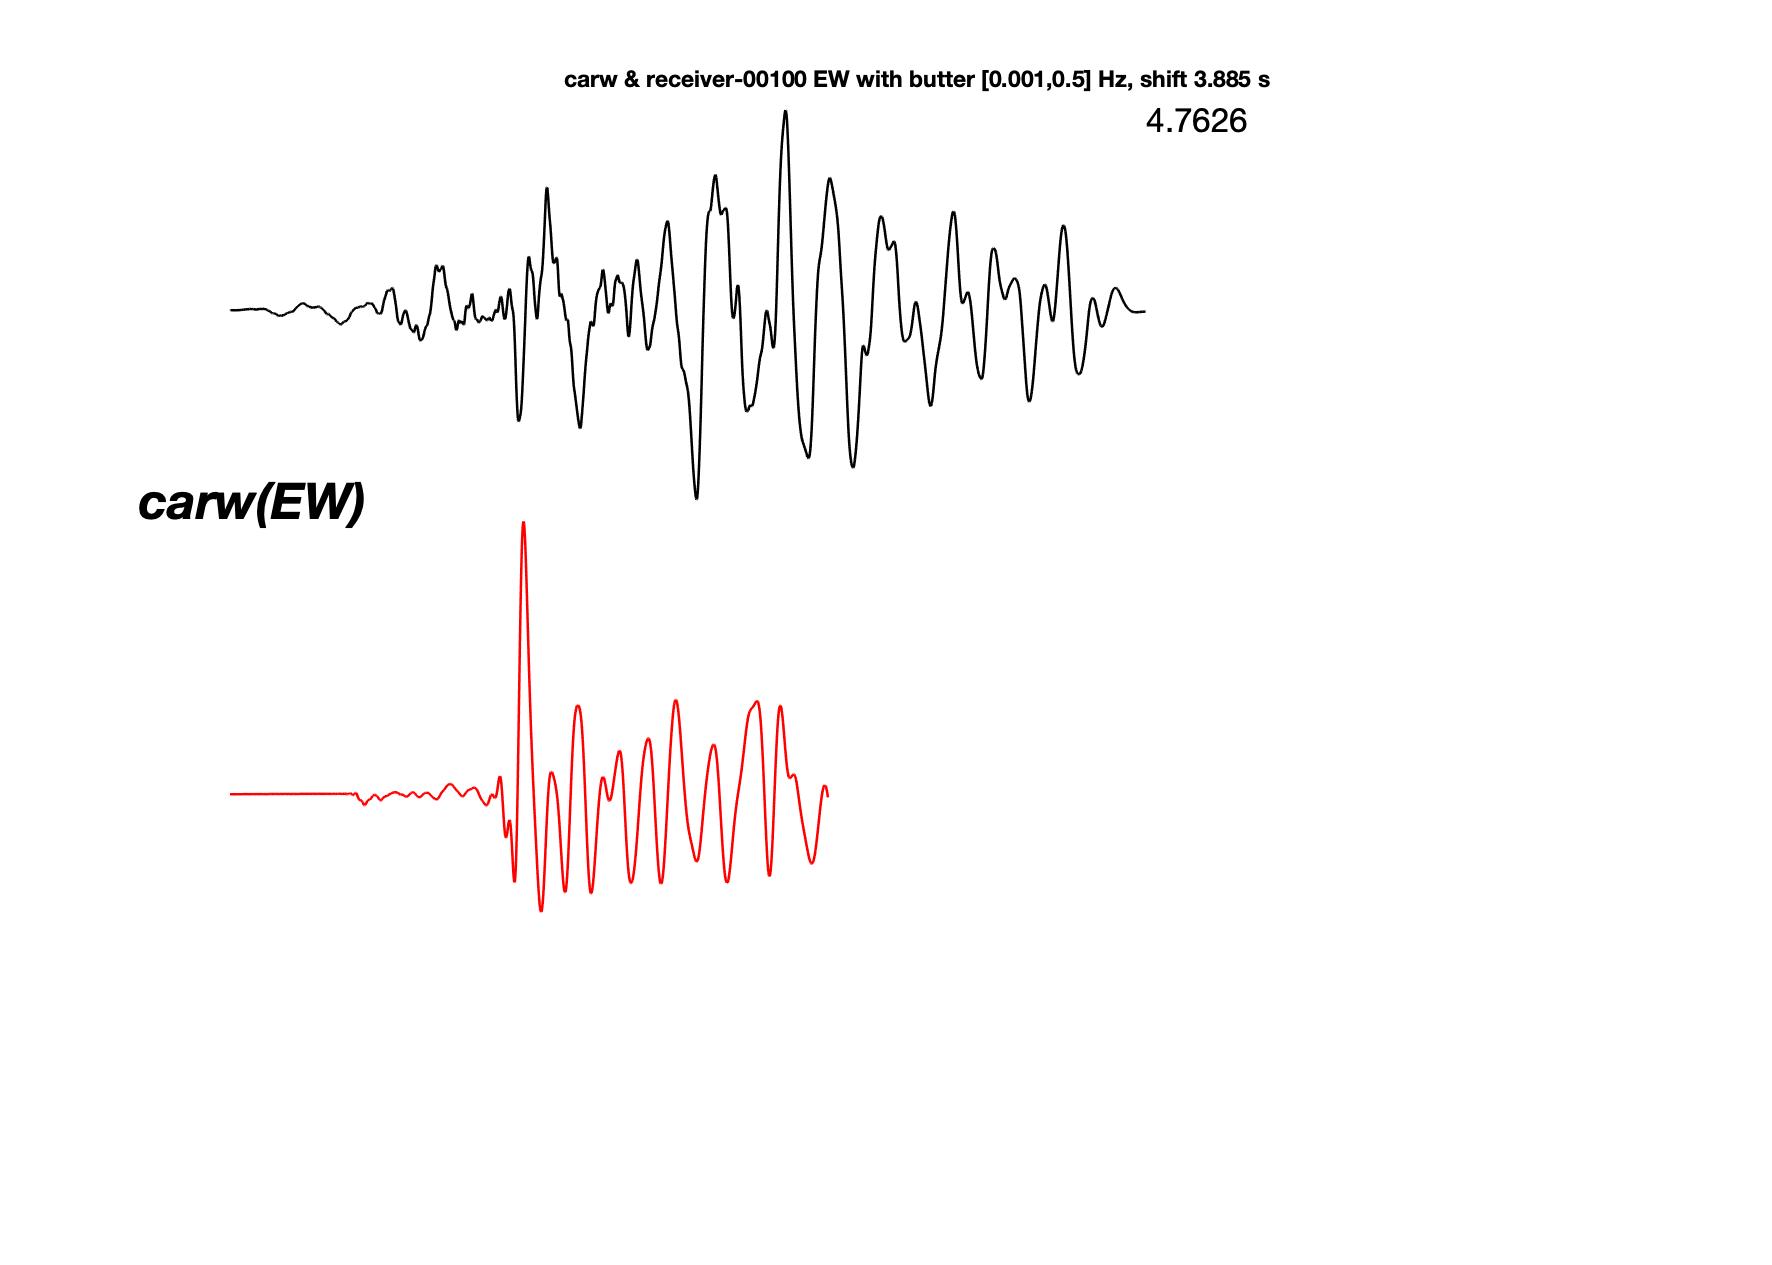 carw & receiver-00100 EW with butter [0.001,0.5] Hz, shift 3.885 s
4.7626
carw(EW)